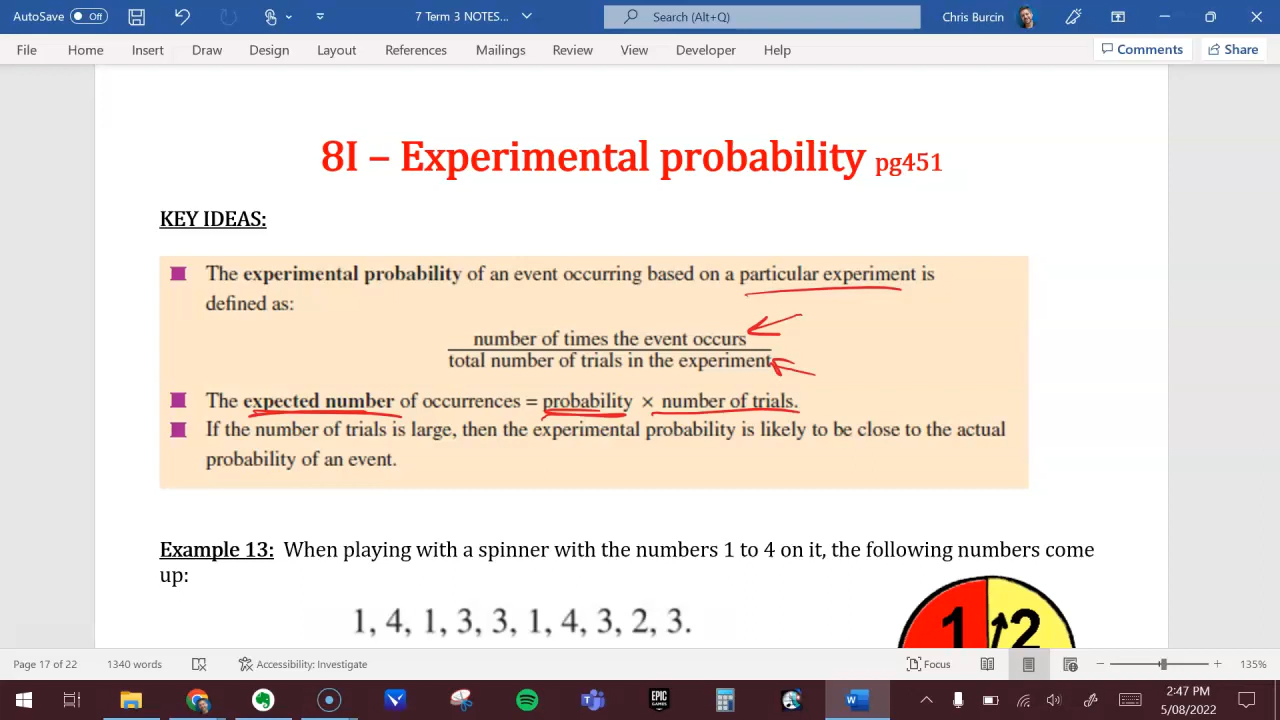 AutoSave Off 7 Term 3 NOTES... Search (Alt+Q) Chris Burcin
File Home Insert Draw Design Layout References Mailings Review View Developer Help Comments Share
8I – Experimental probability pg451
KEY IDEAS:
The experimental probability of an event occurring based on a particular experiment is
defined as:
number of times the event occurs
total number of trials in the experiment
The expected number of occurrences = probability × number of trials.
If the number of trials is large, then the experimental probability is likely to be close to the actual
probability of an event.
Example 13: When playing with a spinner with the numbers 1 to 4 on it, the following numbers come
up:
1, 4, 1, 3, 3, 1, 4, 3, 2, 3.
1 2
Page 17 of 22 1340 words Accessibility: Investigate Focus 135%
EPIC GAMES
2:47 PM
5/08/2022